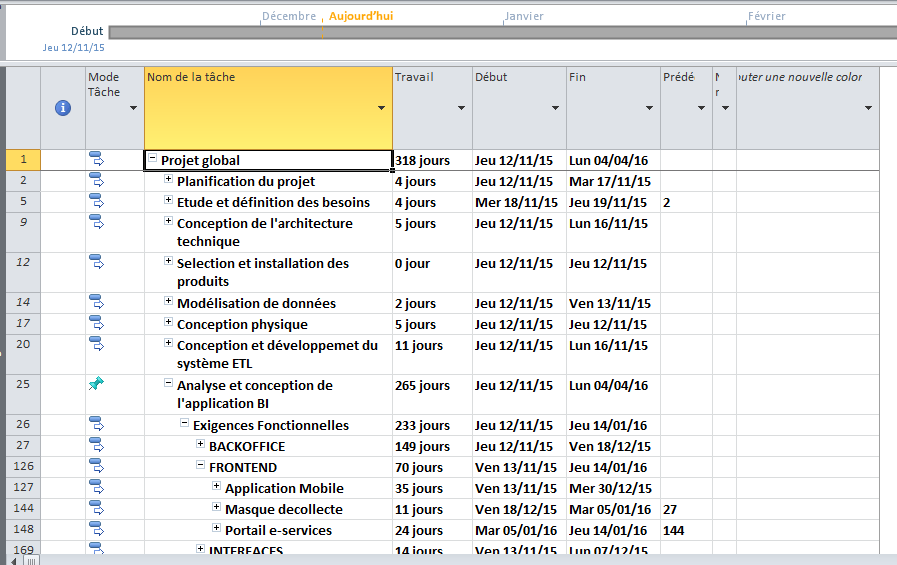 Décembre Aujourd'hui Janvier Février
Début
Jeu 12/11/15
Mode Tâche Nom de la tâche Travail Début Fin Prédé N r outer une nouvelle color
1 Projet global 318 jours Jeu 12/11/15 Lun 04/04/16
2 Planification du projet 4 jours Jeu 12/11/15 Mar 17/11/15
5 Etude et définition des besoins 4 jours Mer 18/11/15 Jeu 19/11/15 2
9 Conception de l'architecture 5 jours Jeu 12/11/15 Lun 16/11/15
technique
12 Selection et installation des 0 jour Jeu 12/11/15 Jeu 12/11/15
produits
14 Modélisation de données 2 jours Jeu 12/11/15 Ven 13/11/15
17 Conception physique 5 jours Jeu 12/11/15 Jeu 12/11/15
20 Conception et développemet du 11 jours Jeu 12/11/15 Lun 16/11/15
système ETL
25 Analyse et conception de 265 jours Jeu 12/11/15 Lun 04/04/16
l'application BI
26 Exigences Fonctionnelles 233 jours Jeu 12/11/15 Jeu 14/01/16
27 BACKOFFICE 149 jours Jeu 12/11/15 Ven 18/12/15
126 FRONTEND 70 jours Ven 13/11/15 Jeu 14/01/16
127 Application Mobile 35 jours Ven 13/11/15 Mer 30/12/15
144 Masque decollecte 11 jours Ven 18/12/15 Mar 05/01/16 27
148 Portail e-services 24 jours Mar 05/01/16 Jeu 14/01/16 144
169 INTERFACES 14 jours Ven 13/11/15 Lun 07/12/15